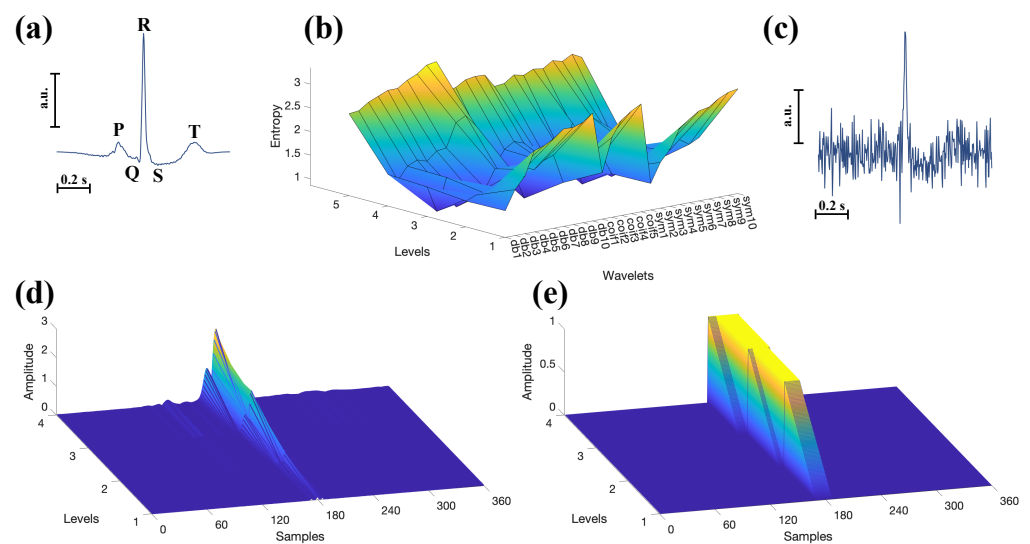 (a)
R
a.u.
P
T
Q
S
0.2 s
(b)
Entropy
3
2.5
2
1.5
1
5
4
3
2
1
Levels
db1
db2
db3
db4
db5
db6
db7
db8
db9
db10
coif1
coif2
coif3
coif4
coif5
sym1
sym2
sym3
sym4
sym5
sym6
sym7
sym8
sym9
sym10
Wavelets
(c)
a.u.
0.2 s
(d)
Amplitude
3
2
1
0
4
3
2
1
Levels
0
60
120
180
240
300
360
Samples
(e)
Amplitude
1
0.5
0
4
3
2
1
Levels
0
60
120
180
240
300
360
Samples